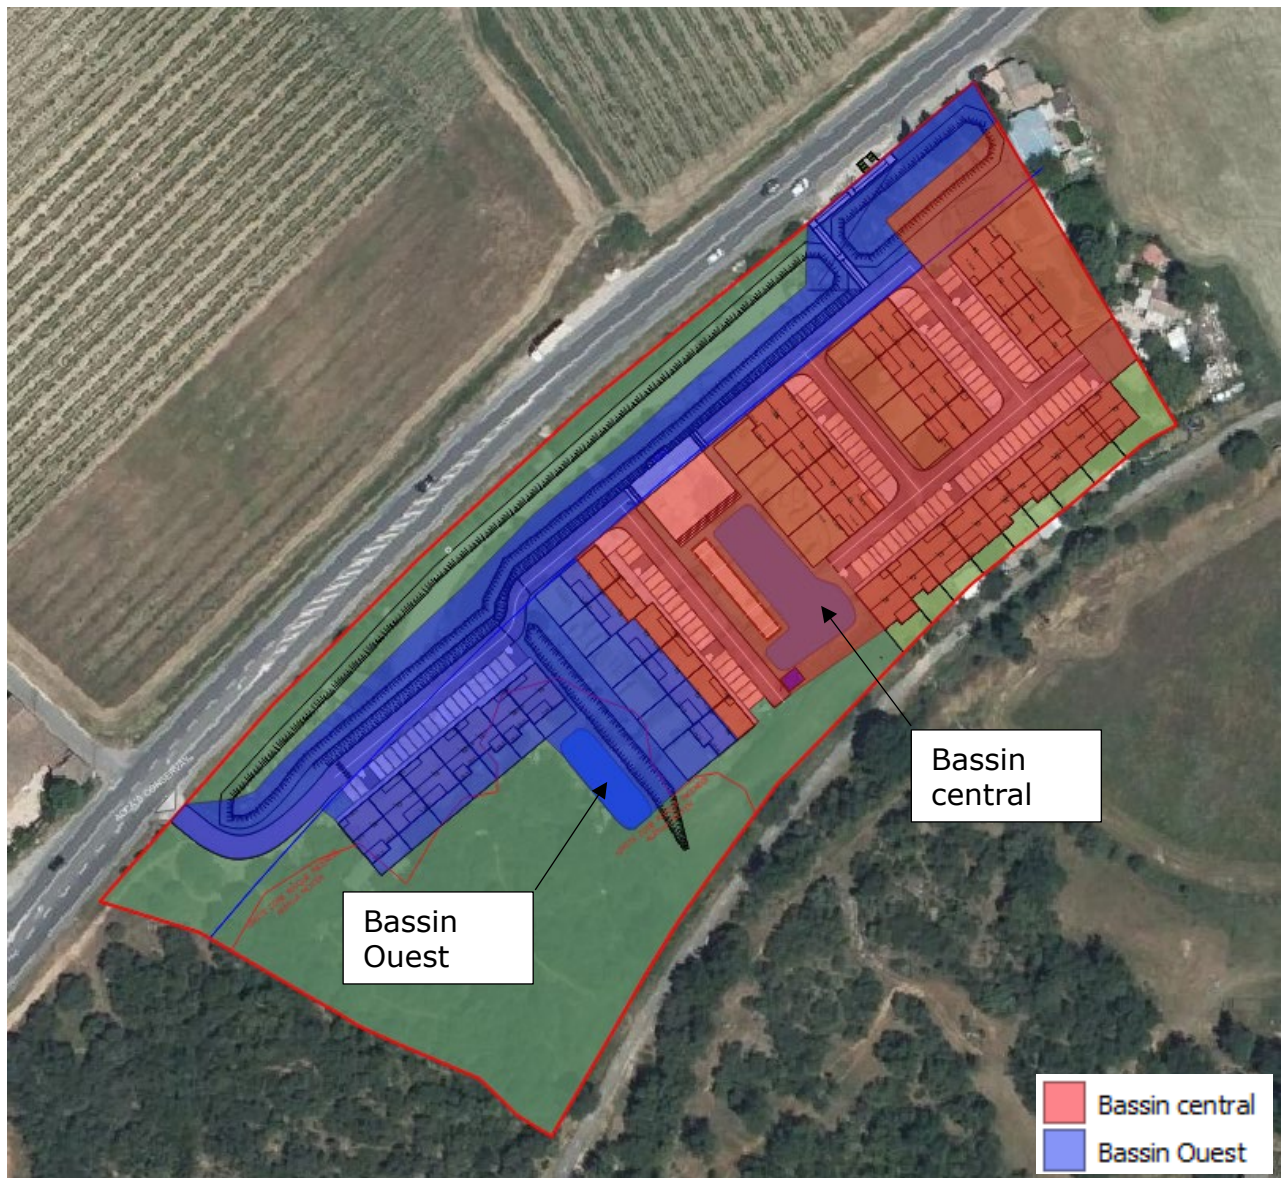 Bassin
central
Bassin
Ouest
Bassin central
Bassin Ouest